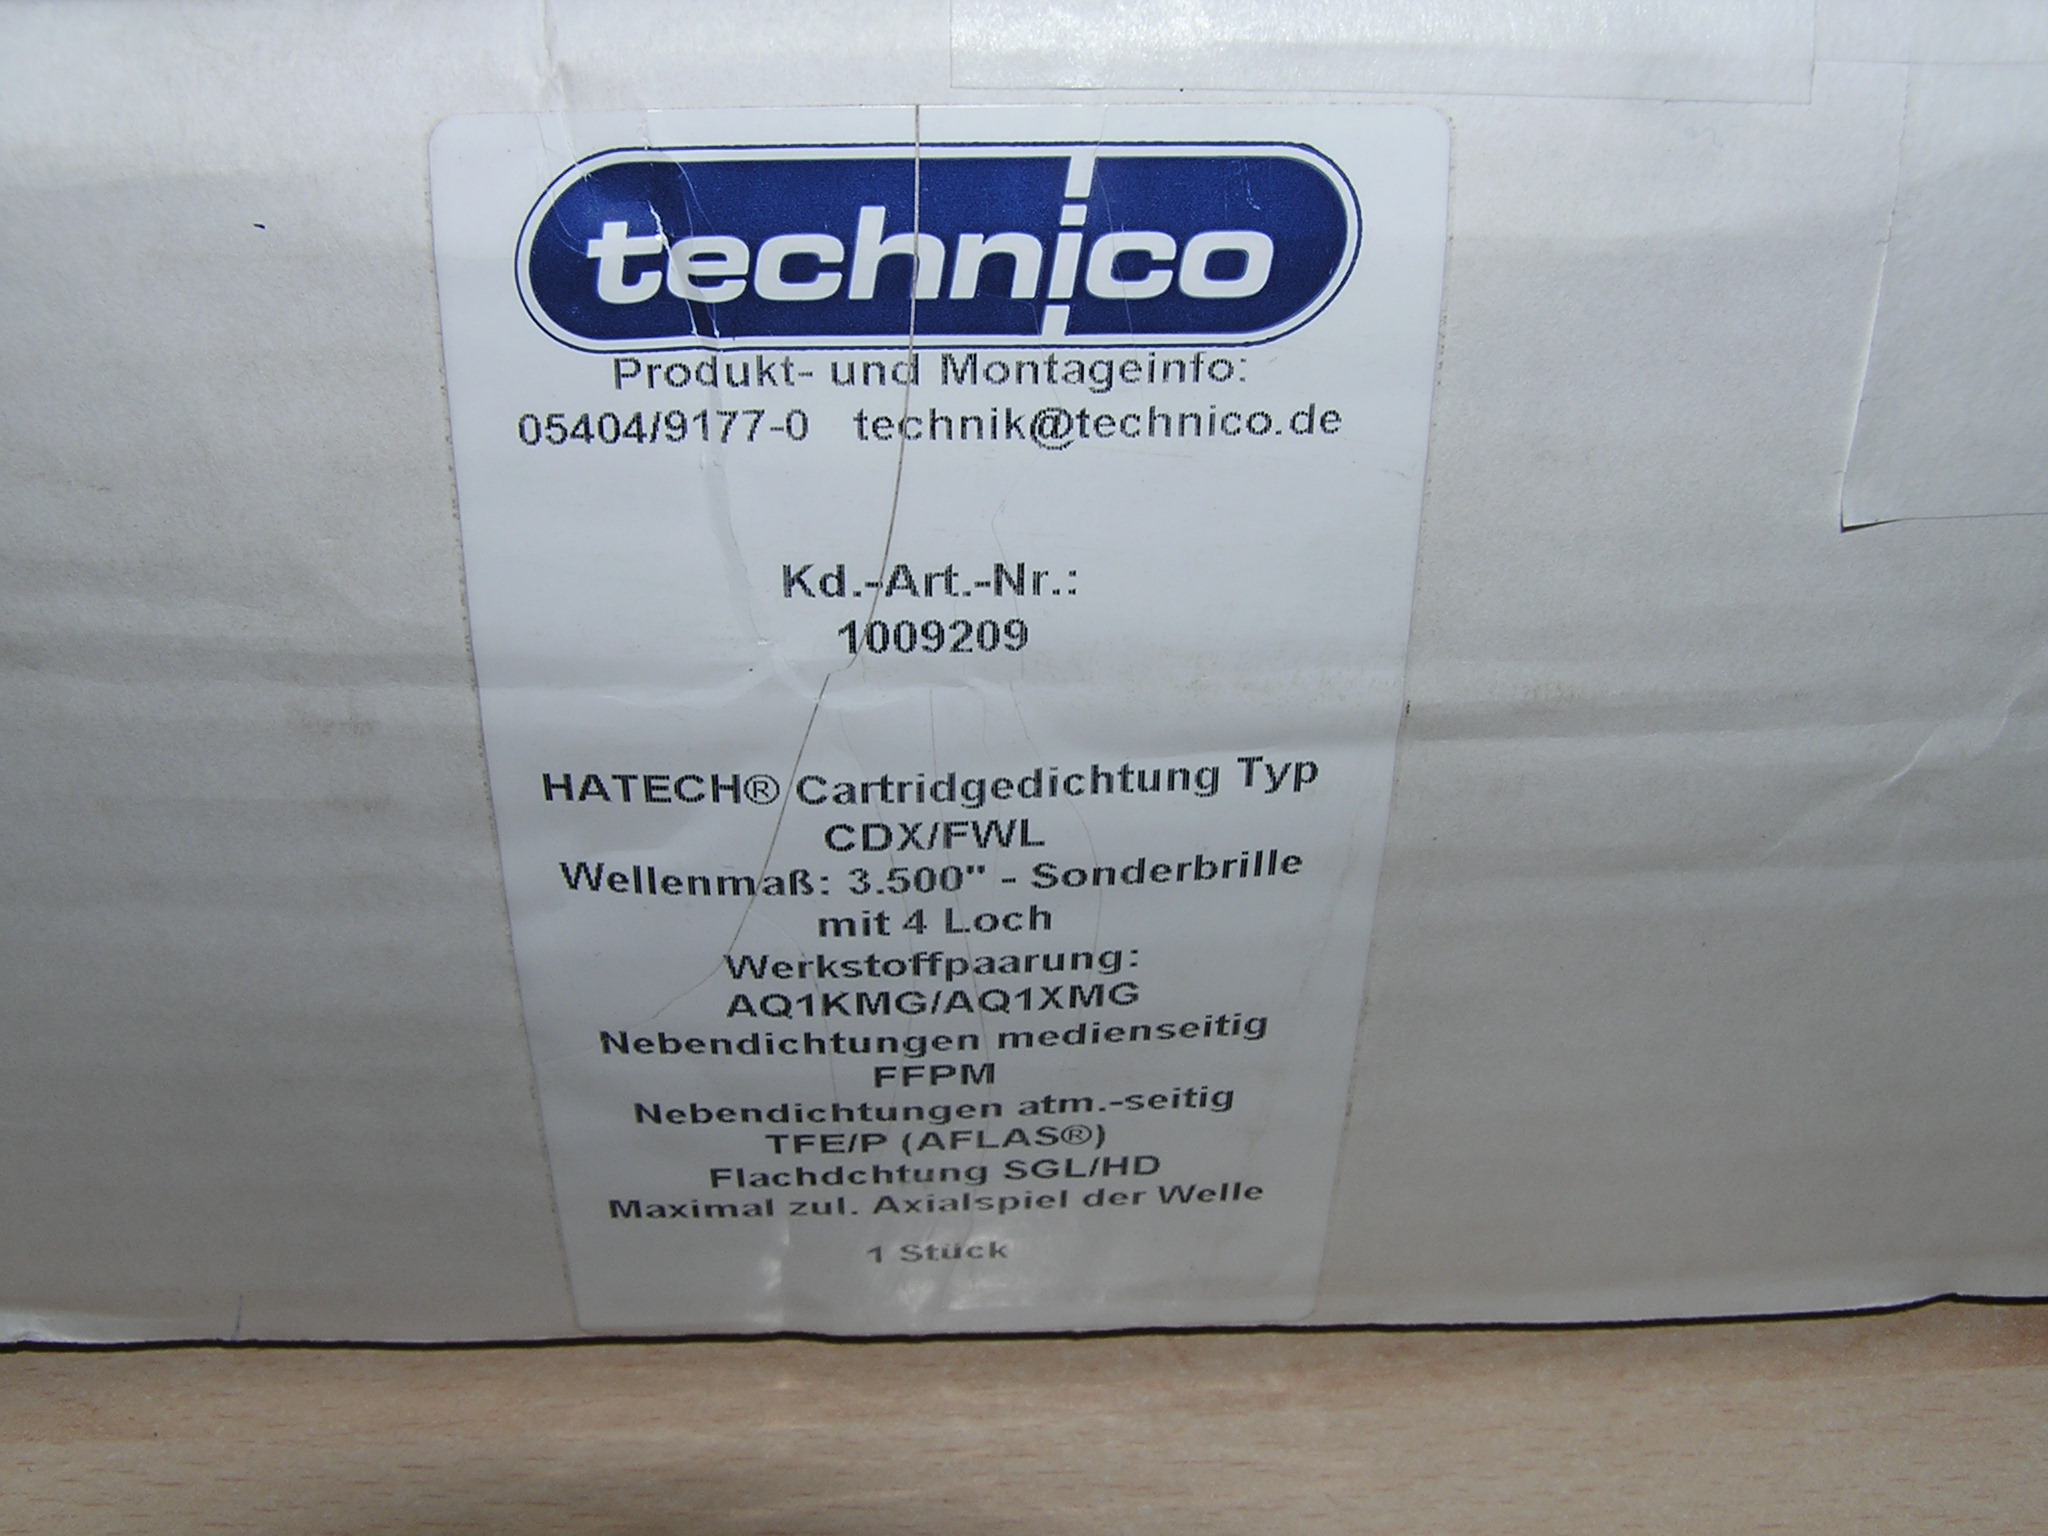 technico
Produkt- und Montageinfo:
05404/9177-0 technik@technico.de
Kd.-Art.-Nr.:
1009209
HATECH® Cartridgedichtung Typ
CDX/FWL
Wellenmaß: 3.500" - Sonderbrille
mit 4 Loch
Werkstoffpaarung:
AQ1KMG/AQ1XMG
Nebendichtungen medienseitig
FFPM
Nebendichtungen atm.-seitig
TFE/P (AFLAS®)
Flachdchtung SGL/HD
Maximal zul. Axialspiel der Welle
1 Stück